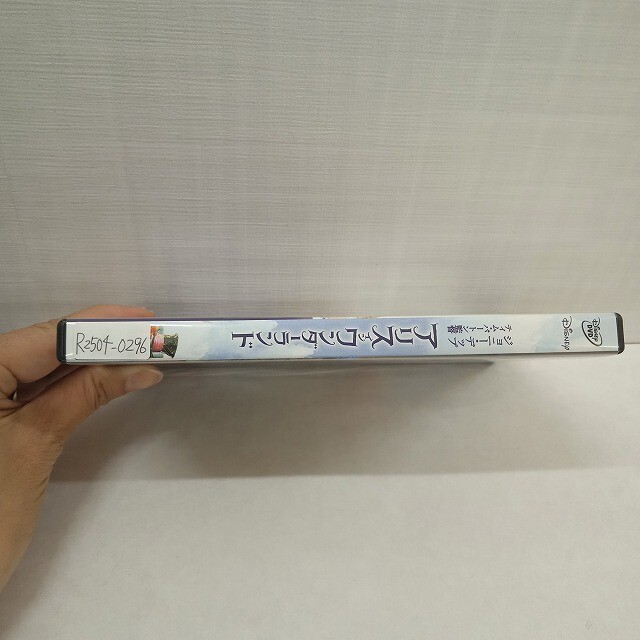 Disney DVD
Disney
ジョニー・デップ
ティム・バートン監督
アリス・イン・ワンダーランド
R2504-0296